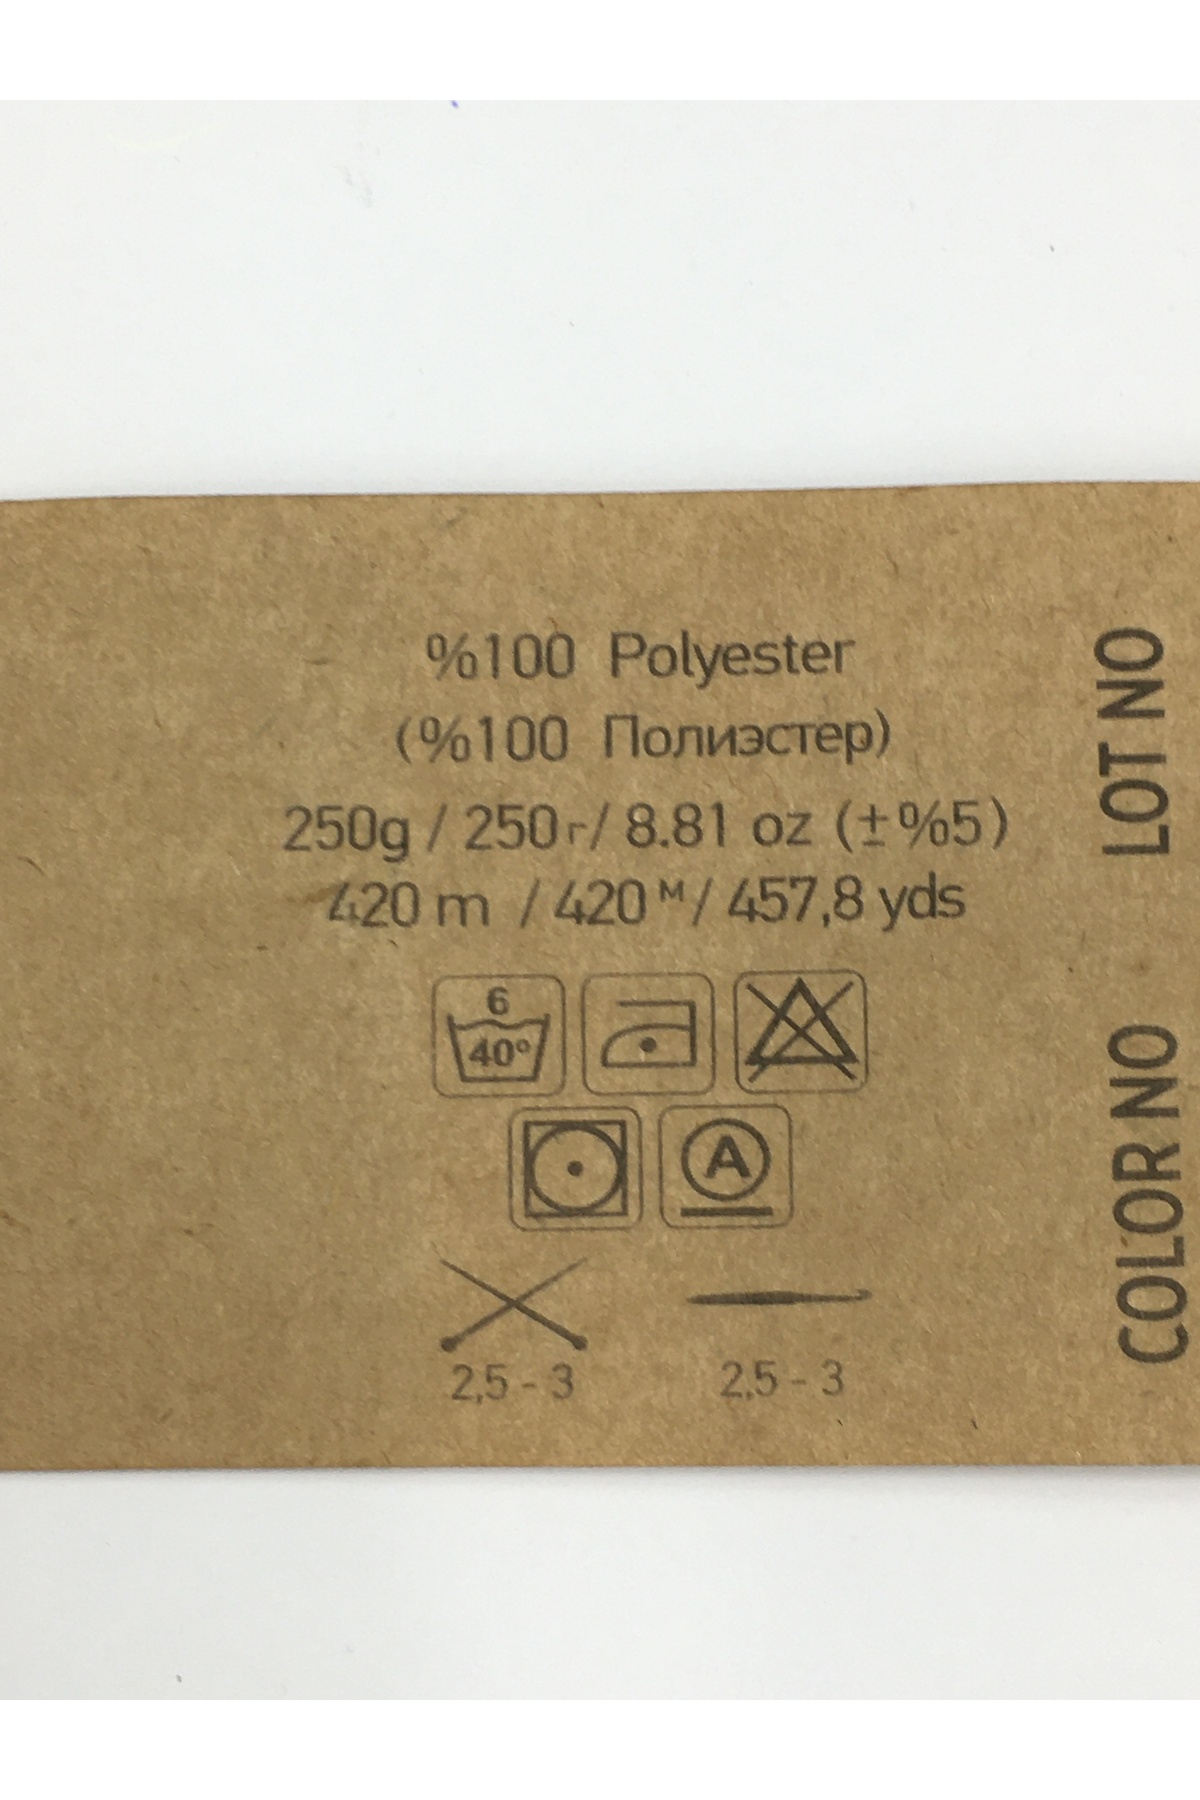 %100 Polyester
(%100 Полиэстер)
250g / 250г/ 8.81 oz (±%5)
420 m / 420 м/ 457,8 yds
6
40°
A
2,5 - 3
2,5 - 3
LOT NO
COLOR NO